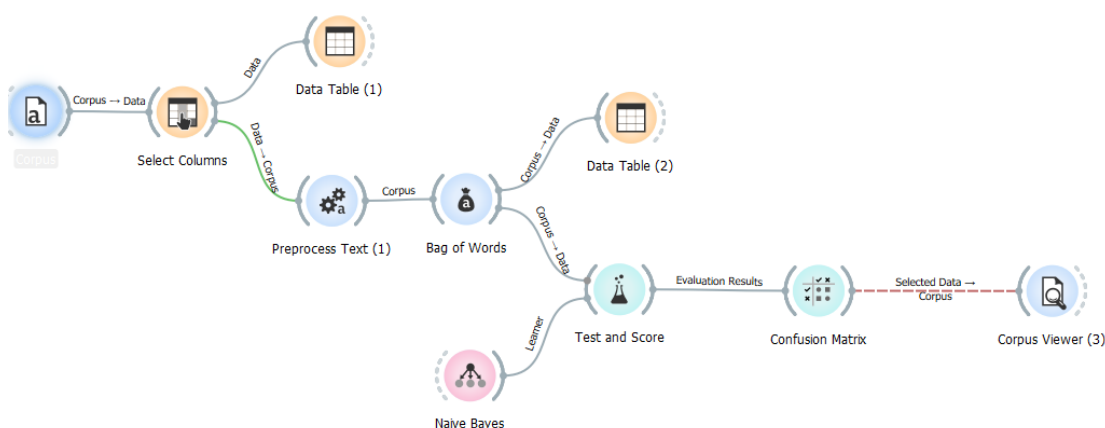 Data
Data Table (1)
Corpus → Data
a
Corpus
Select Columns
Data → Corpus
a
Preprocess Text (1)
Corpus
a
Bag of Words
Corpus → Data
Data Table (2)
Corpus → Data
Learner
Naive Bayes
Test and Score
Evaluation Results
Confusion Matrix
Selected Data →
Corpus
Corpus Viewer (3)